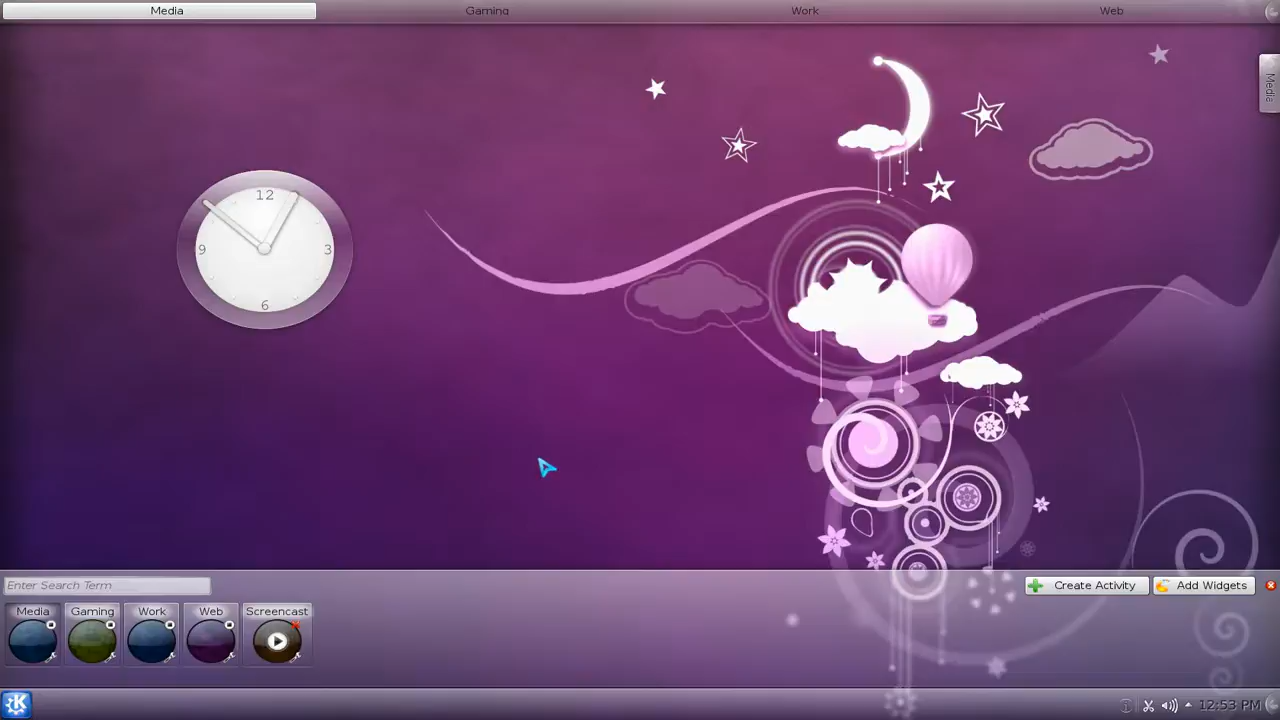 Media Gaming Work Web
Media
12
9 3
6
Enter Search Term Create Activity Add Widgets
Media Gaming Work Web Screencast
12:53 PM